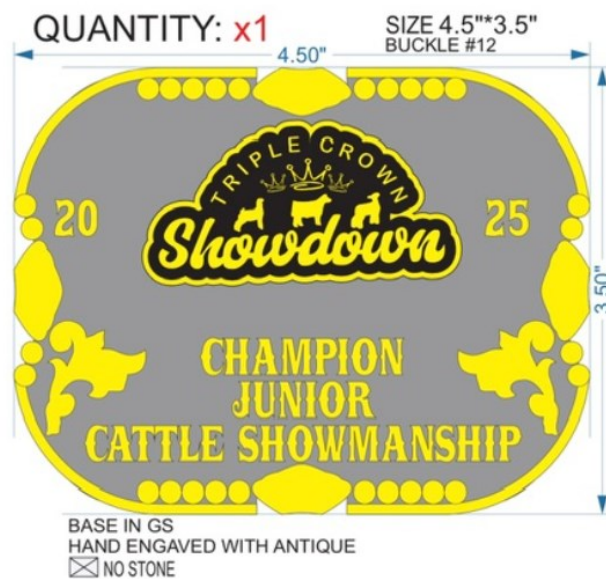 QUANTITY: x1
SIZE 4.5"*3.5"
BUCKLE #12
4.50"
TRIPLE CROWN
Showdown
20
25
3.50"
CHAMPION
JUNIOR
CATTLE SHOWMANSHIP
BASE IN GS
HAND ENGAVED WITH ANTIQUE
NO STONE